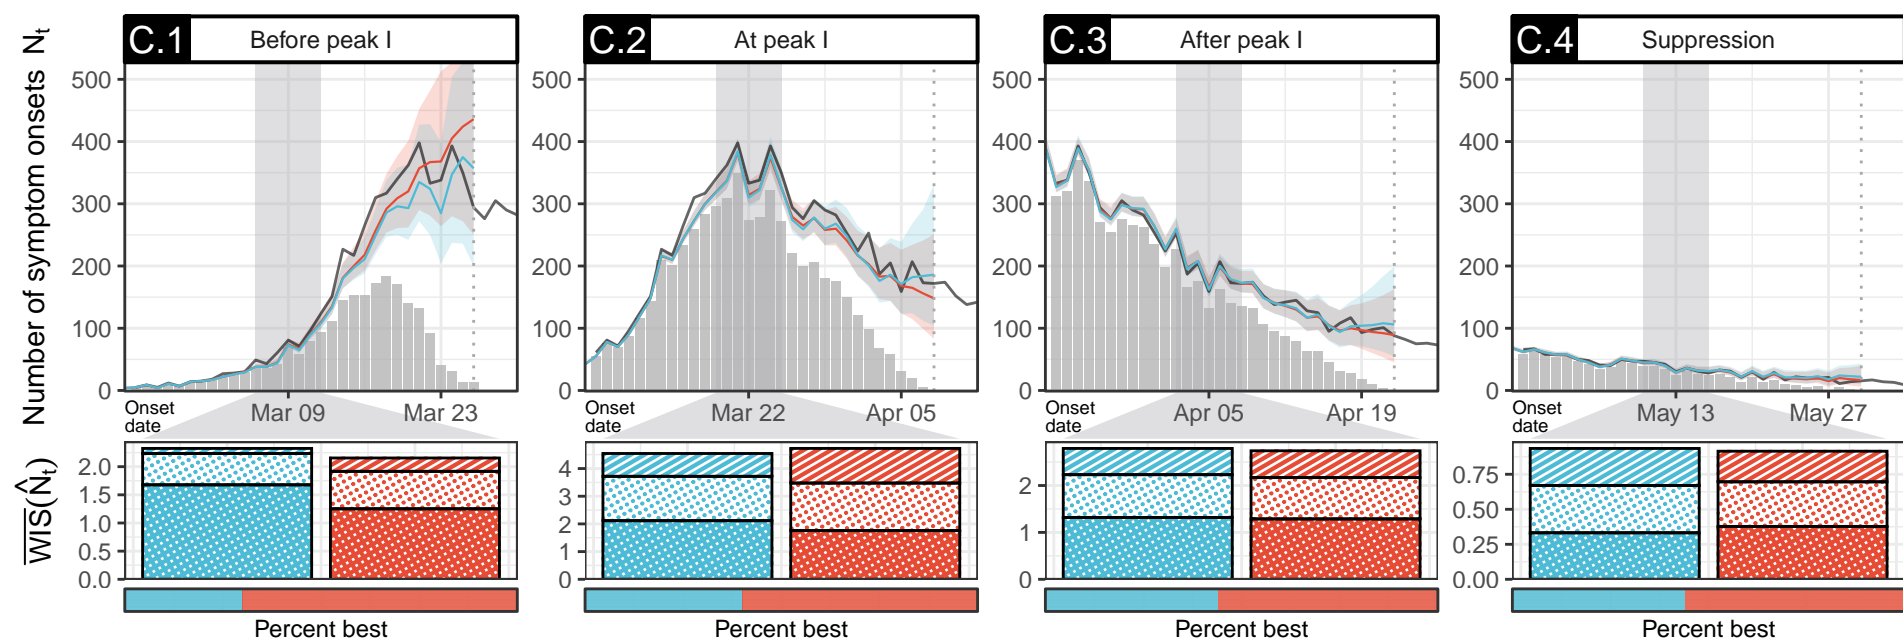 Number of symptom onsets Nt
C.1 Before peak I
500
400
300
200
100
0
Onset date
Mar 09 Mar 23
C.2 At peak I
500
400
300
200
100
0
Onset date
Mar 22 Apr 05
C.3 After peak I
500
400
300
200
100
0
Onset date
Apr 05 Apr 19
C.4 Suppression
500
400
300
200
100
0
Onset date
May 13 May 27
WIS(N̂t)
2.0
1.5
1.0
0.5
0.0
Percent best
4
3
2
1
0
Percent best
2
1
0
Percent best
0.75
0.50
0.25
0.00
Percent best